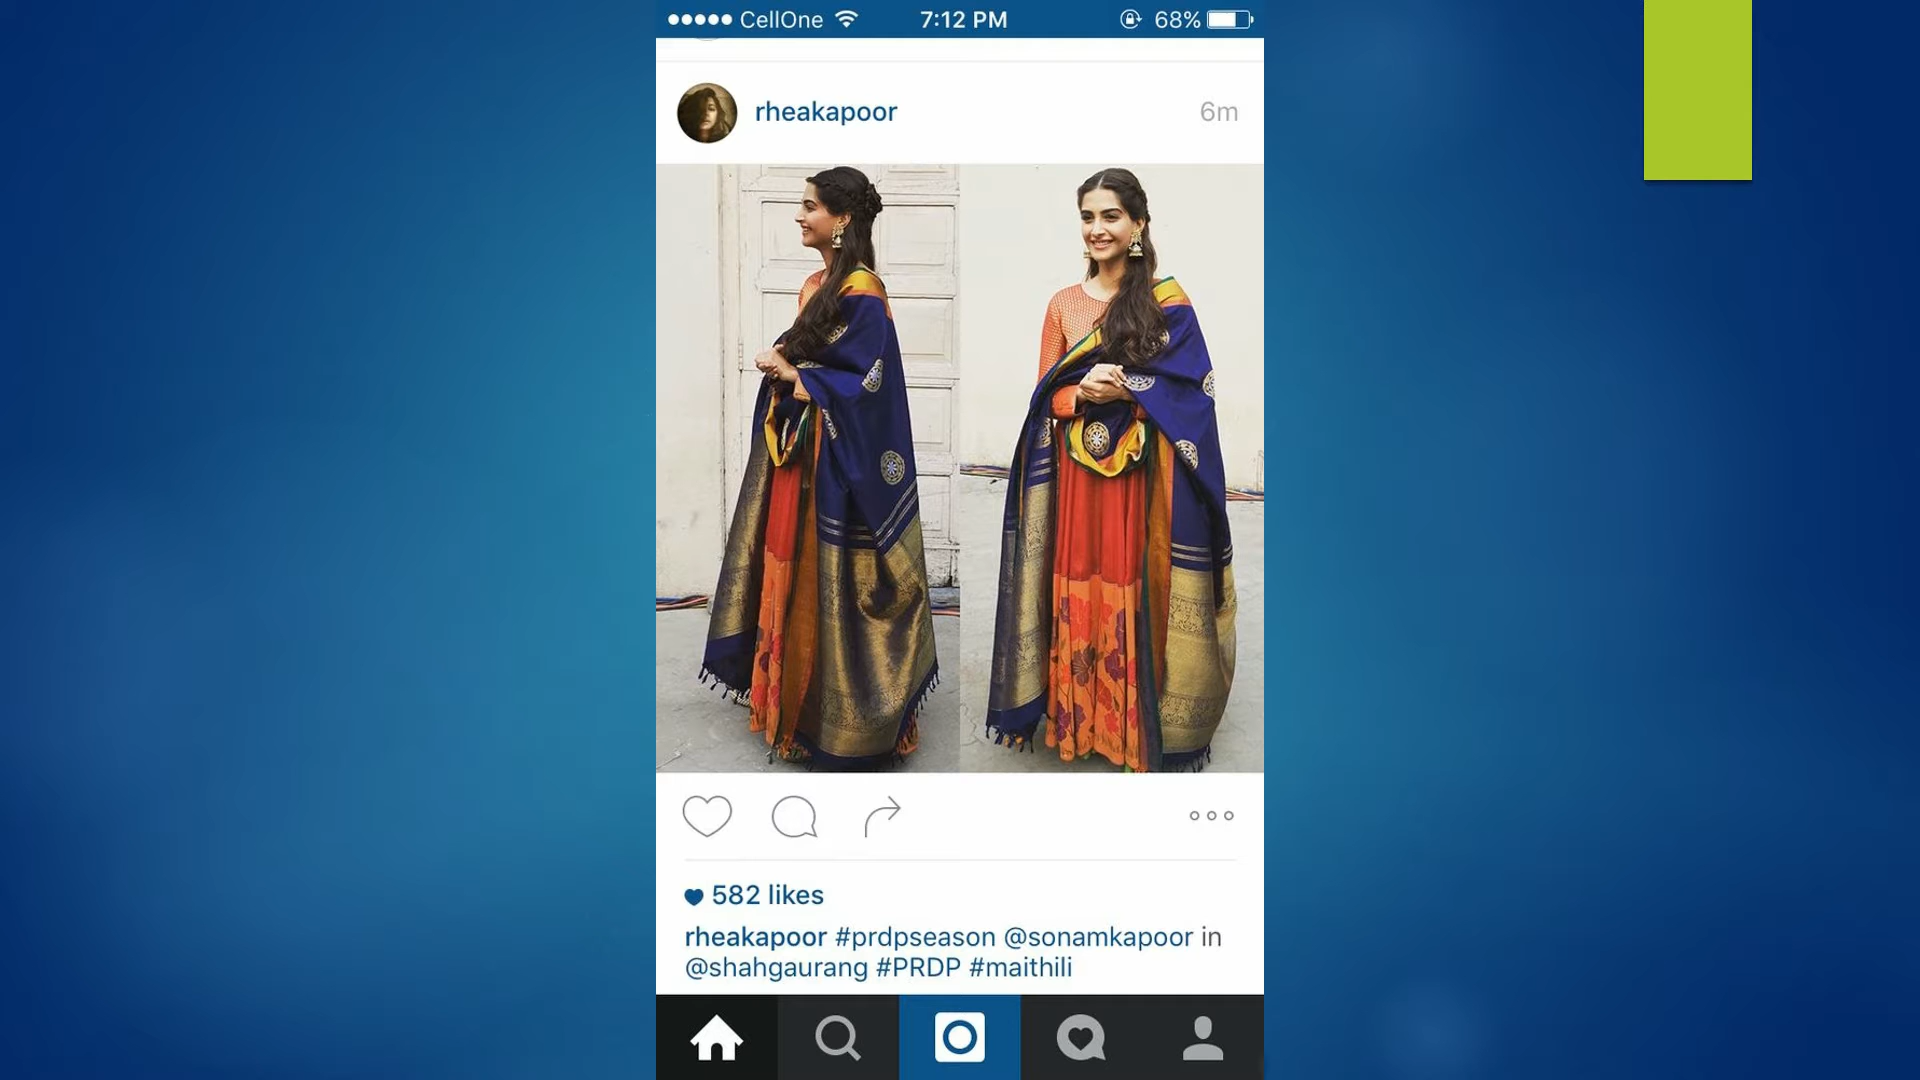 CellOne 7:12 PM 68%
rheakapoor 6m
582 likes
rheakapoor #prdpseason @sonamkapoor in
@shahgaurang #PRDP #maithili